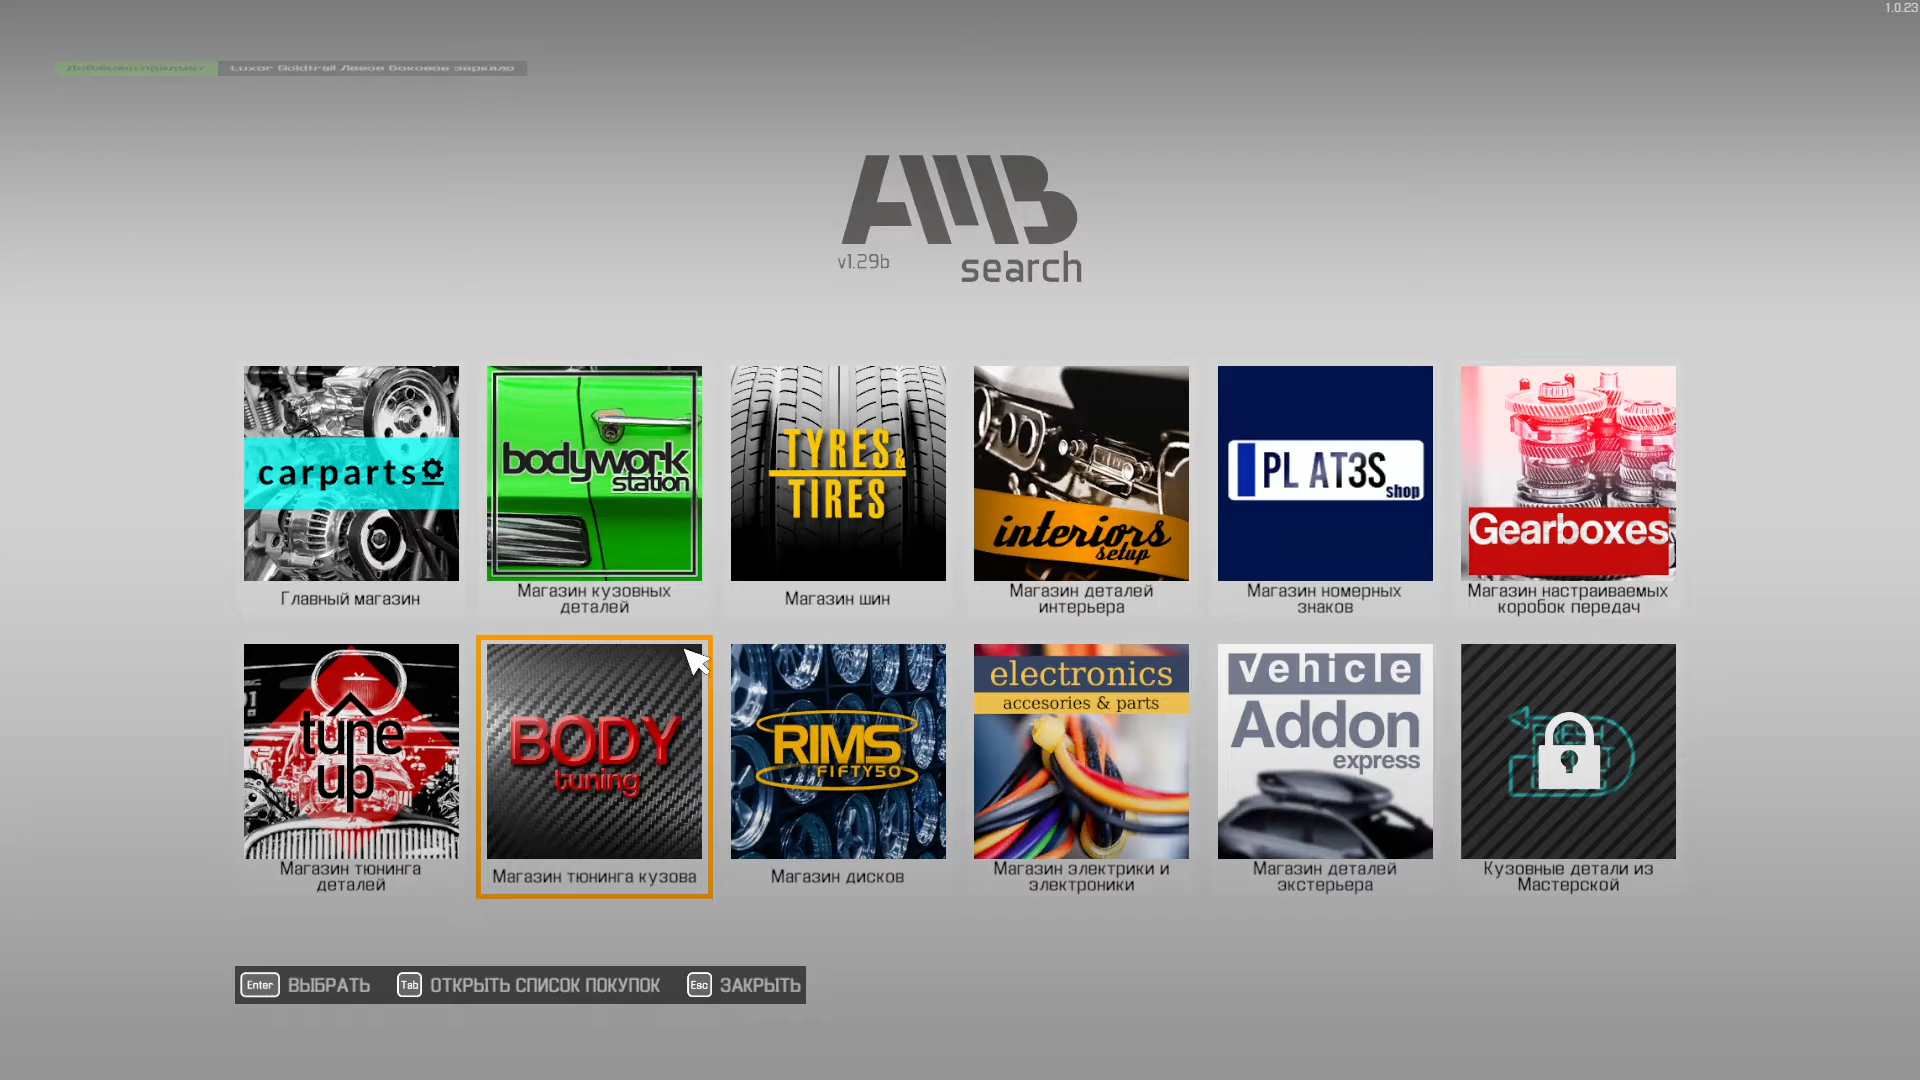 1.0.23
Luxor Goldtrail Левое боковое зеркало
AMB
v1.29b
search
carparts
bodywork
station
TYRES &
TIRES
interiors
setup
PL AT3S
shop
Gearboxes
Главный магазин
Магазин кузовных
деталей
Магазин шин
Магазин деталей
интерьера
Магазин номерных
знаков
Магазин настраиваемых
коробок передач
tune
up
BODY
tuning
RIMS
FIFTY50
electronics
accesories & parts
vehicle
Addon
express
Магазин тюнинга
деталей
Магазин тюнинга кузова
Магазин дисков
Магазин электрики и
электроники
Магазин деталей
экстерьера
Кузовные детали из
Мастерской
Enter ВЫБРАТЬ Tab ОТКРЫТЬ СПИСОК ПОКУПОК Esc ЗАКРЫТЬ